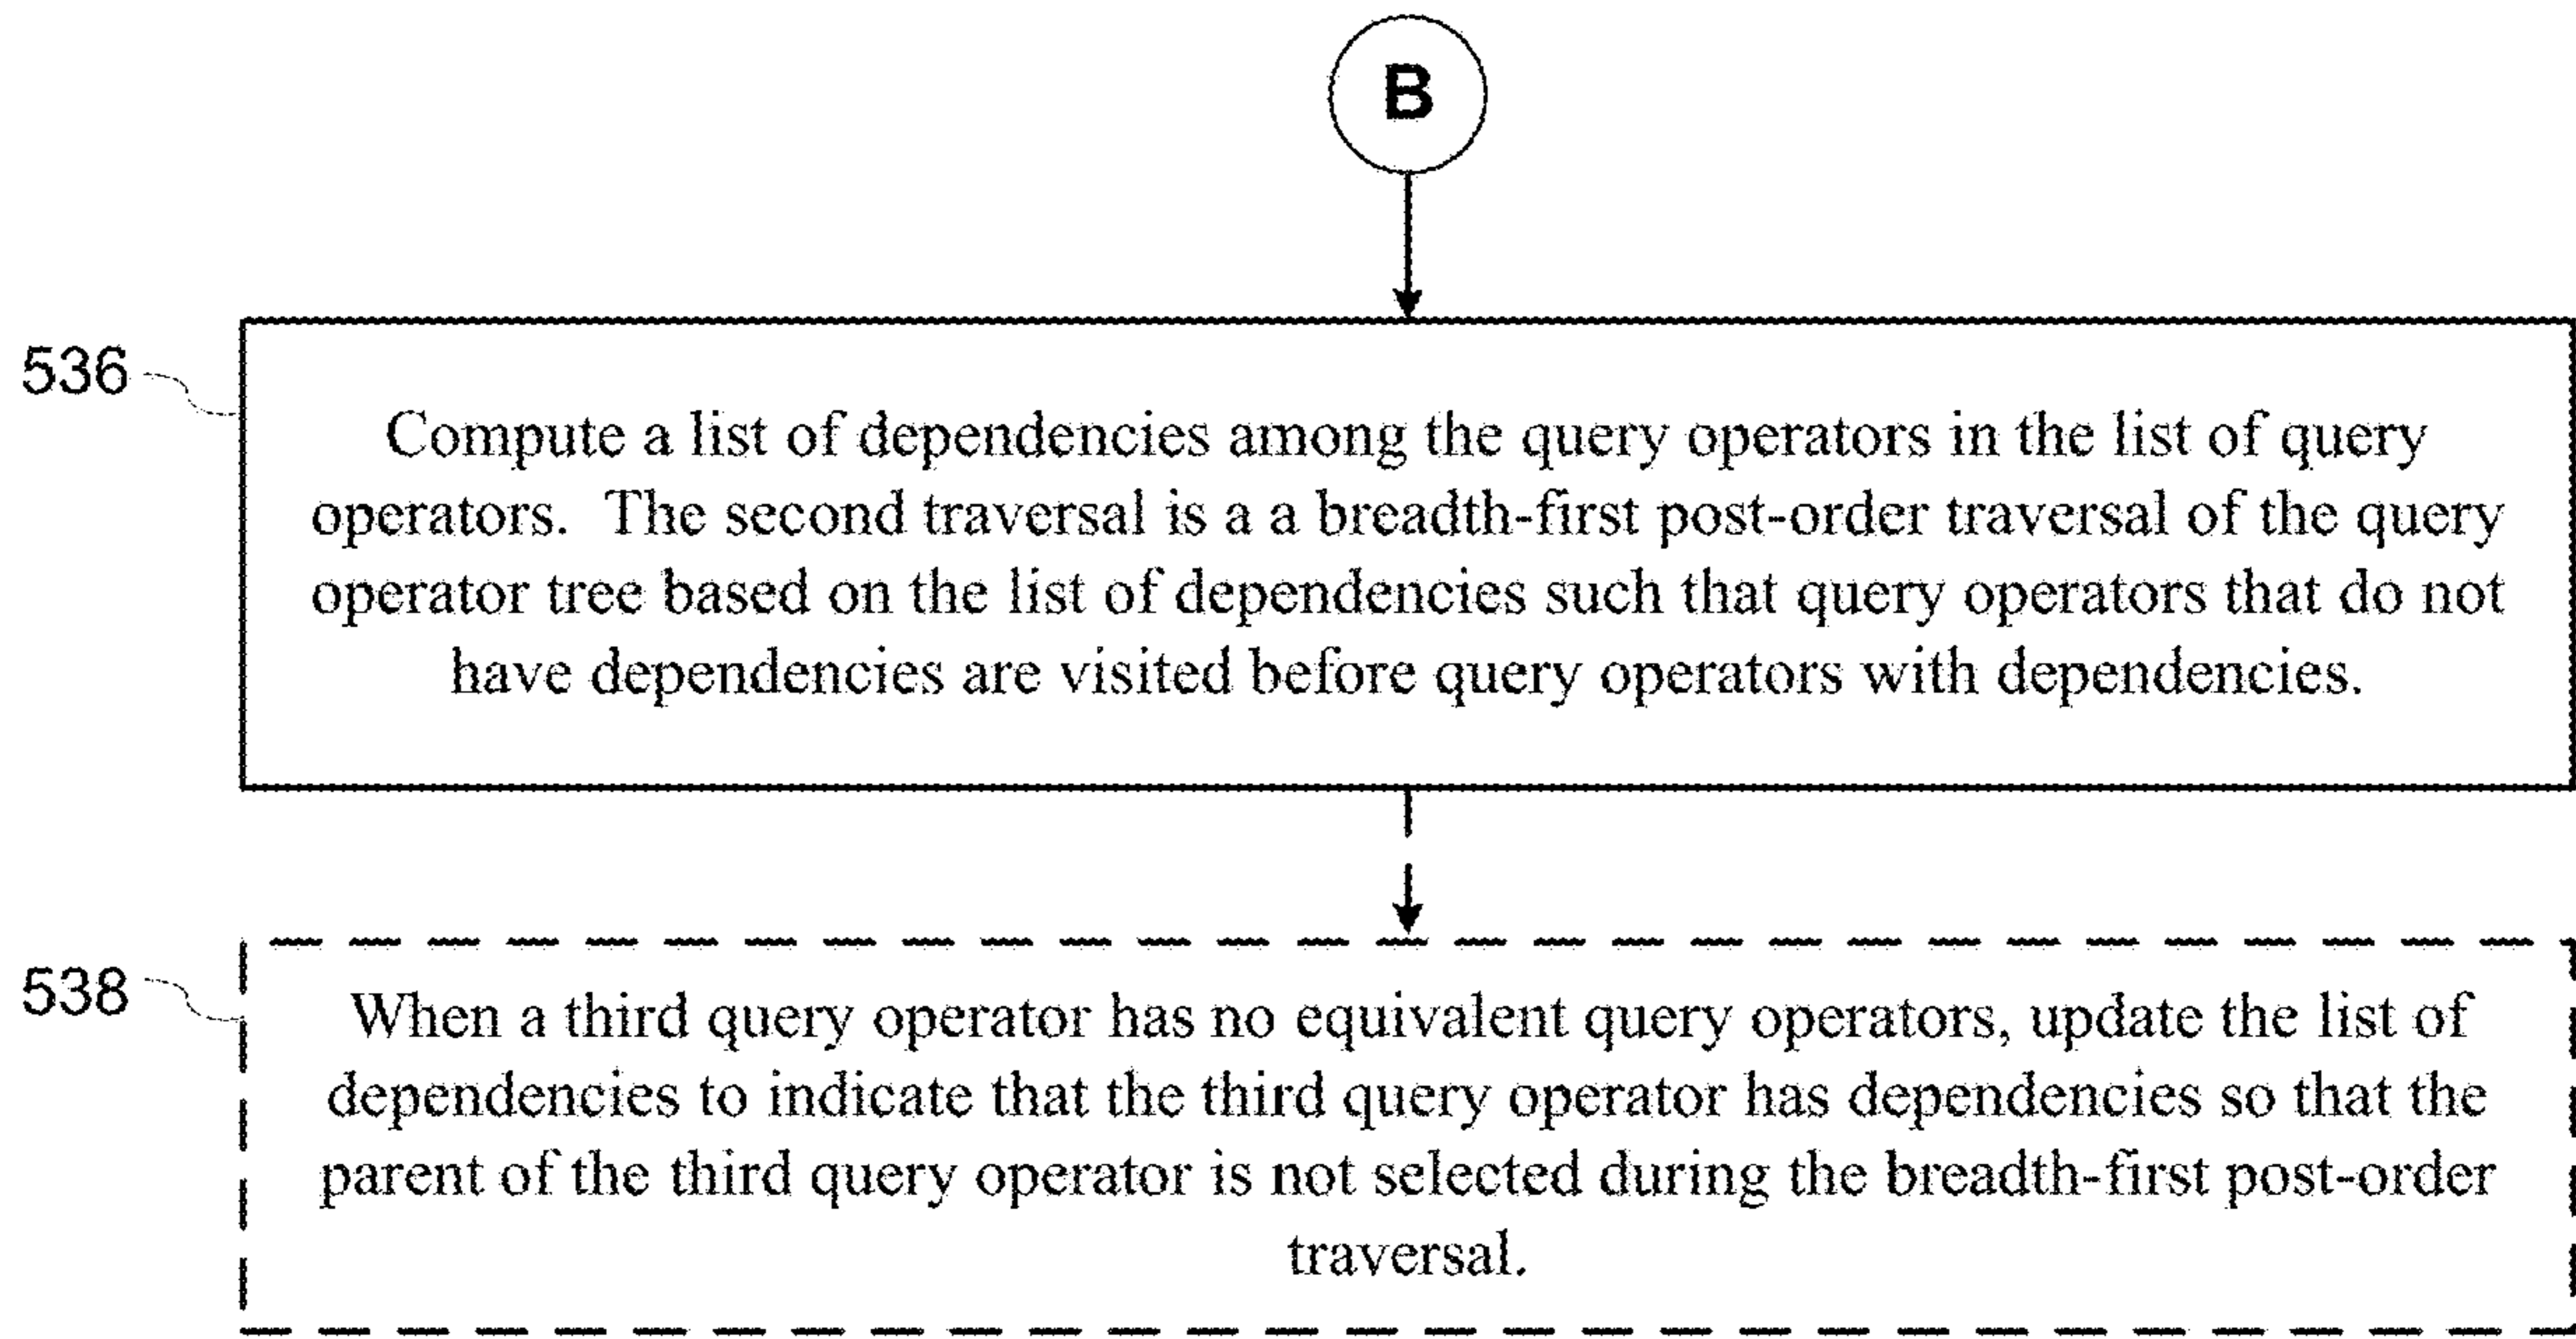 B
536
Compute a list of dependencies among the query operators in the list of query
operators. The second traversal is a a breadth-first post-order traversal of the query
operator tree based on the list of dependencies such that query operators that do not
have dependencies are visited before query operators with dependencies.
538
When a third query operator has no equivalent query operators, update the list of
dependencies to indicate that the third query operator has dependencies so that the
parent of the third query operator is not selected during the breadth-first post-order
traversal.